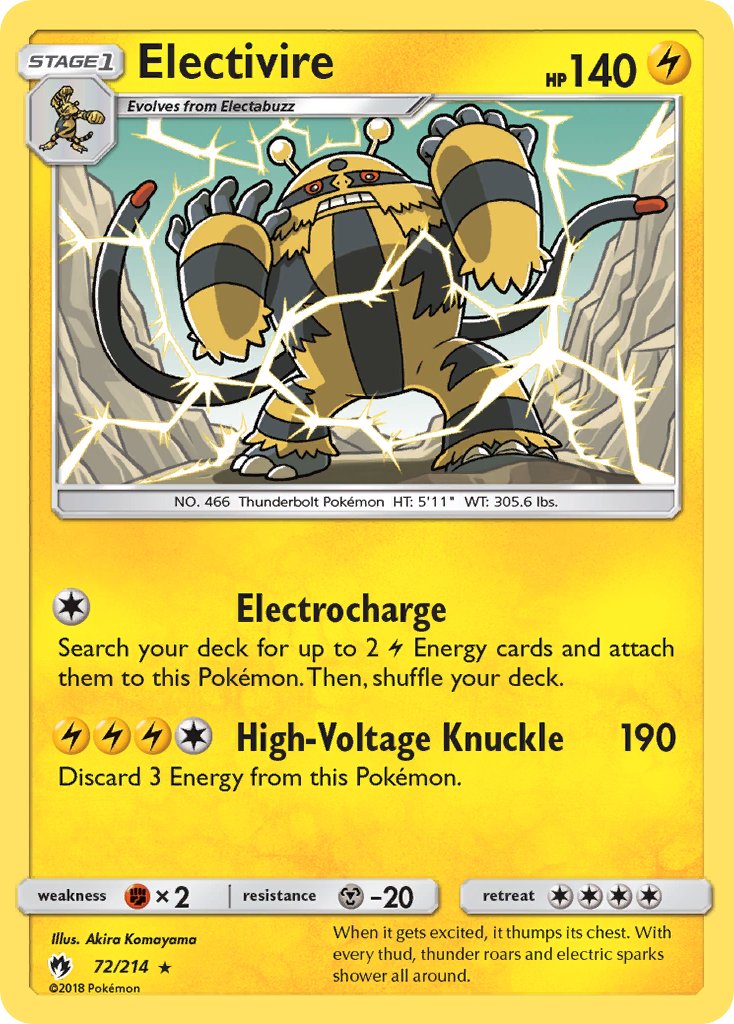 STAGE 1
Electivire
HP 140
Evolves from Electabuzz
NO. 466 Thunderbolt Pokémon HT: 5'11" WT: 305.6 lbs.
Electrocharge
Search your deck for up to 2 Energy cards and attach
them to this Pokémon. Then, shuffle your deck.
High-Voltage Knuckle 190
Discard 3 Energy from this Pokémon.
weakness ×2 resistance -20 retreat
Illus. Akira Komayama
72/214 ★
©2018 Pokémon
When it gets excited, it thumps its chest. With
every thud, thunder roars and electric sparks
shower all around.